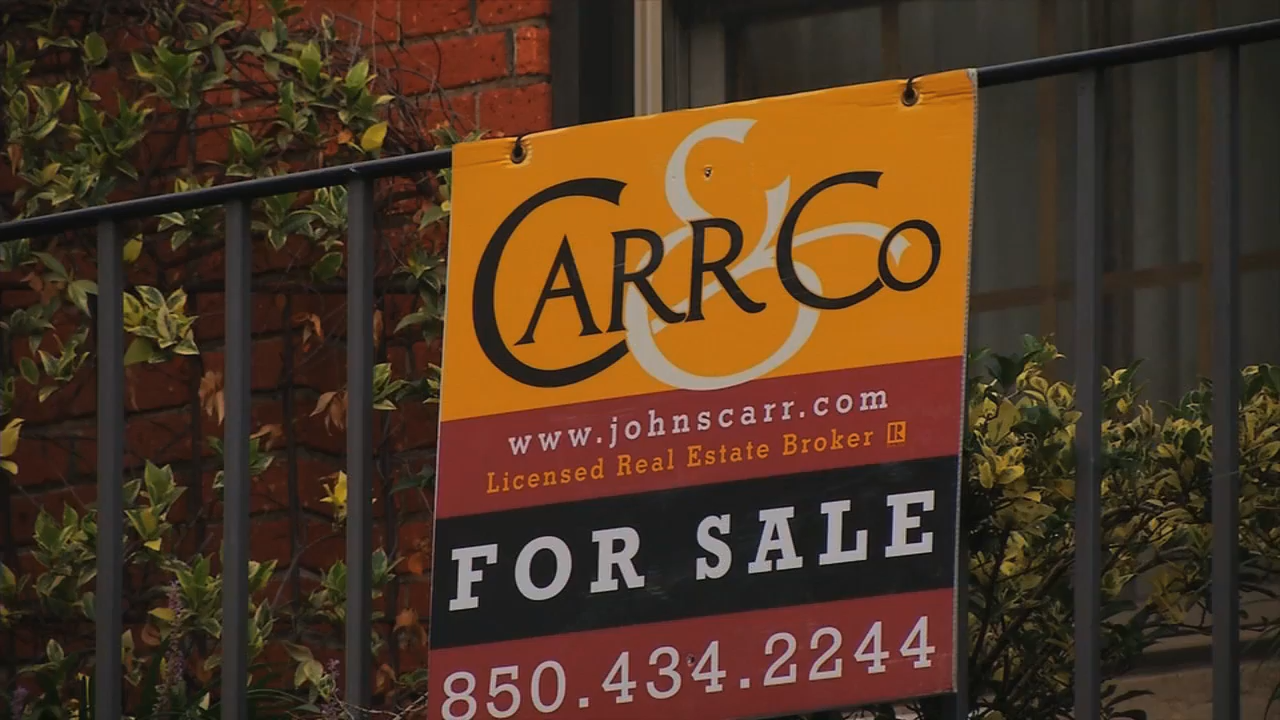 CARR & CO
www.johnscarr.com
Licensed Real Estate Broker R
FOR SALE
850.434.2244